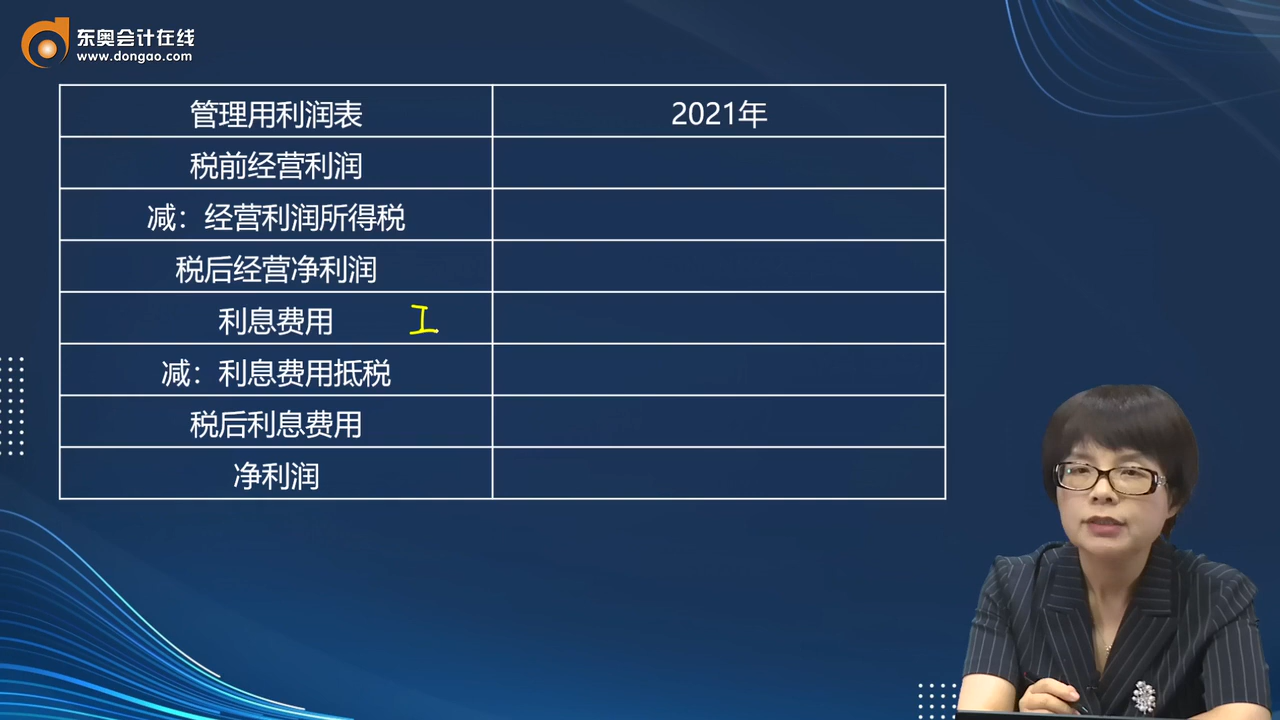 东奥会计在线
www.dongao.com
管理用利润表 2021年
税前经营利润
减：经营利润所得税
税后经营净利润
利息费用 I
减：利息费用抵税
税后利息费用
净利润